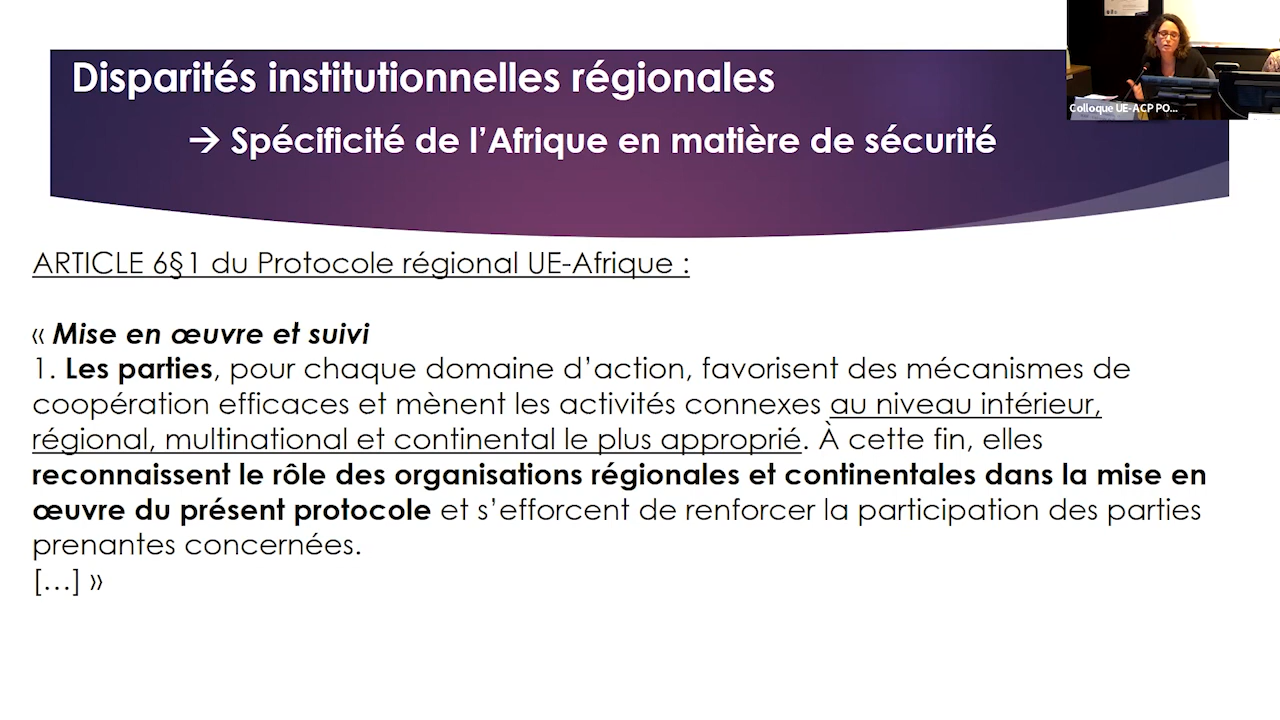 Disparités institutionnelles régionales
→ Spécificité de l’Afrique en matière de sécurité
Colloque UE-ACP PO...
ARTICLE 6§1 du Protocole régional UE-Afrique :
« Mise en œuvre et suivi
1. Les parties, pour chaque domaine d’action, favorisent des mécanismes de
coopération efficaces et mènent les activités connexes au niveau intérieur,
régional, multinational et continental le plus approprié. À cette fin, elles
reconnaissent le rôle des organisations régionales et continentales dans la mise en
œuvre du présent protocole et s’efforcent de renforcer la participation des parties
prenantes concernées.
[…] »